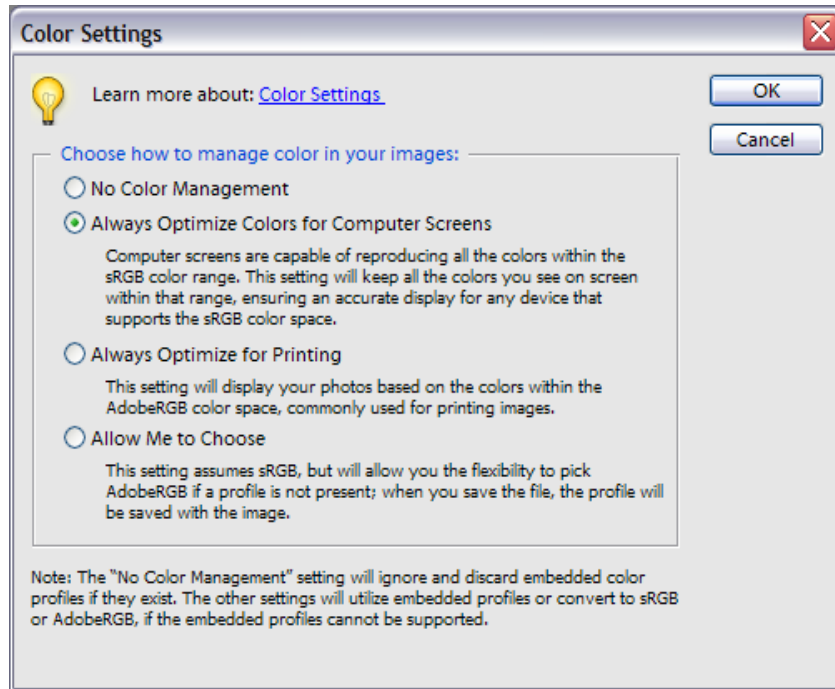 Color Settings
Learn more about: Color Settings
OK
Cancel
Choose how to manage color in your images:
No Color Management
Always Optimize Colors for Computer Screens
Computer screens are capable of reproducing all the colors within the
sRGB color range. This setting will keep all the colors you see on screen
within that range, ensuring an accurate display for any device that
supports the sRGB color space.
Always Optimize for Printing
This setting will display your photos based on the colors within the
AdobeRGB color space, commonly used for printing images.
Allow Me to Choose
This setting assumes sRGB, but will allow you the flexibility to pick
AdobeRGB if a profile is not present; when you save the file, the profile will
be saved with the image.
Note: The "No Color Management" setting will ignore and discard embedded color
profiles if they exist. The other settings will utilize embedded profiles or convert to sRGB
or AdobeRGB, if the embedded profiles cannot be supported.